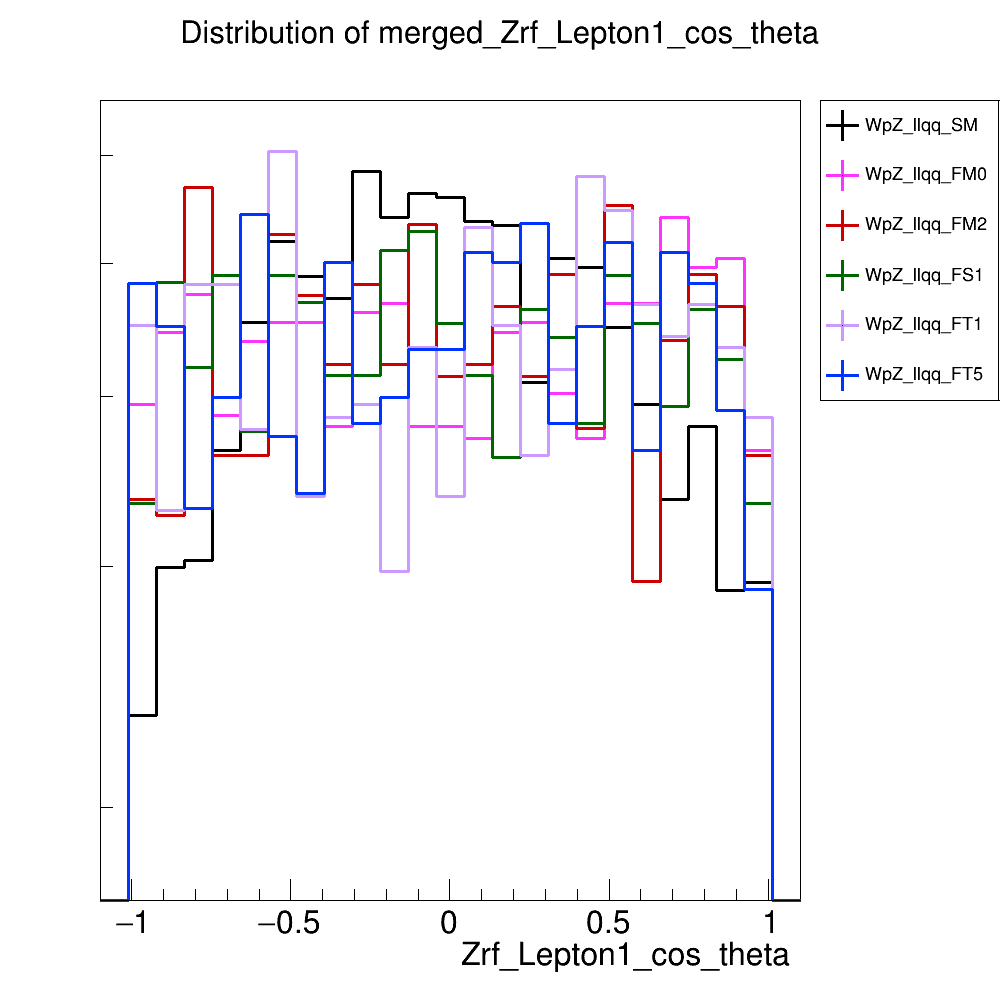 Distribution of merged_Zrf_Lepton1_cos_theta
WpZ_llqq_SM
WpZ_llqq_FM0
WpZ_llqq_FM2
WpZ_llqq_FS1
WpZ_llqq_FT1
WpZ_llqq_FT5
−1 −0.5 0 0.5 1
Zrf_Lepton1_cos_theta